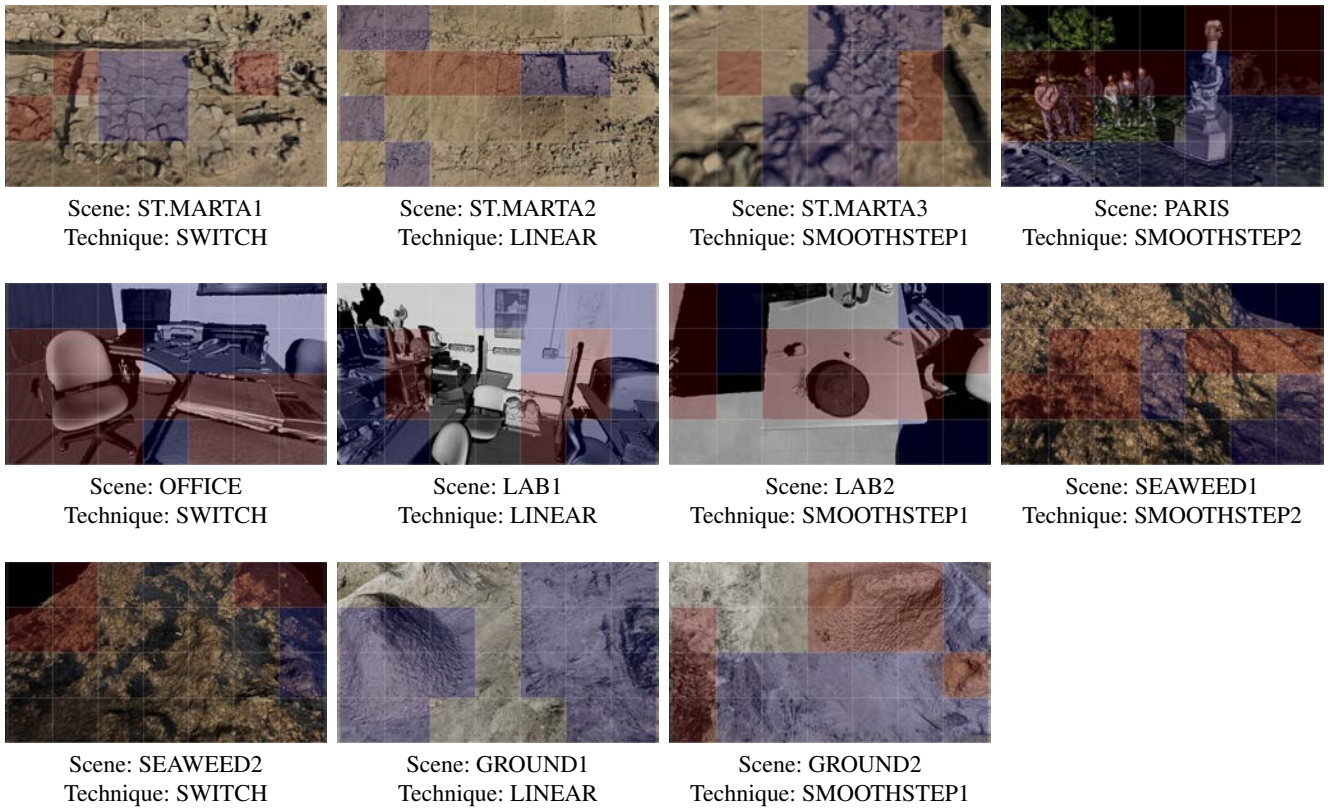 Scene: ST.MARTA1
Technique: SWITCH
Scene: ST.MARTA2
Technique: LINEAR
Scene: ST.MARTA3
Technique: SMOOTHSTEP1
Scene: PARIS
Technique: SMOOTHSTEP2
Scene: OFFICE
Technique: SWITCH
Scene: LAB1
Technique: LINEAR
Scene: LAB2
Technique: SMOOTHSTEP1
Scene: SEAWEED1
Technique: SMOOTHSTEP2
Scene: SEAWEED2
Technique: SWITCH
Scene: GROUND1
Technique: LINEAR
Scene: GROUND2
Technique: SMOOTHSTEP1